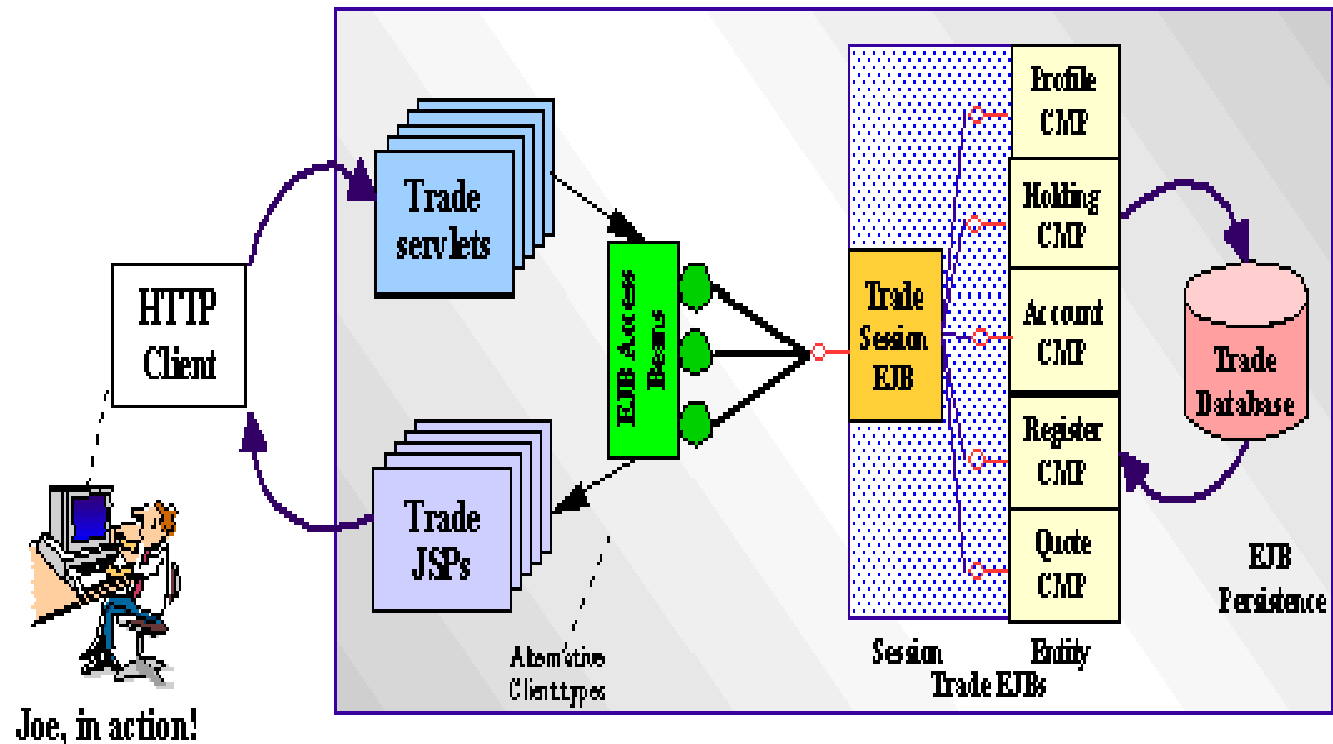 HTTP
Client
Joe, in action!
Trade
servlets
Trade
JSPs
EJB Access
Beans
Alternative
Client types
Trade
Session
EJB
Profile
CMP
Holding
CMP
Account
CMP
Register
CMP
Quote
CMP
Session
Entity
Trade EJBs
Trade
Database
EJB
Persistence